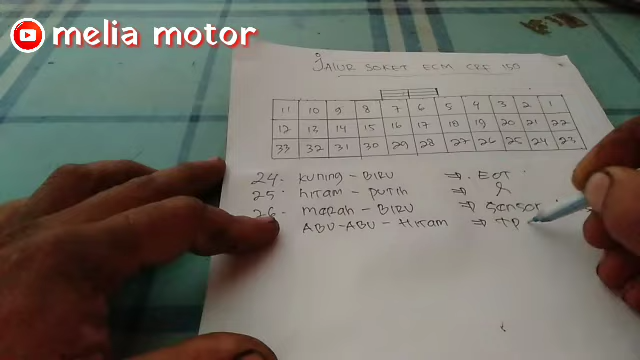 melia motor
JALUR SOKET ECM CRF 150
11 10 9 8 7 6 5 4 3 2 1
12 13 14 15 16 17 18 19 20 21 22
33 32 31 30 29 28 27 26 25 24 23
24. kuning - BIRU ⇒ . EOT
25. hitam - putih ⇒
26. merah - BIRU ⇒ sensor
ABU-ABU - HITAM ⇒ TP